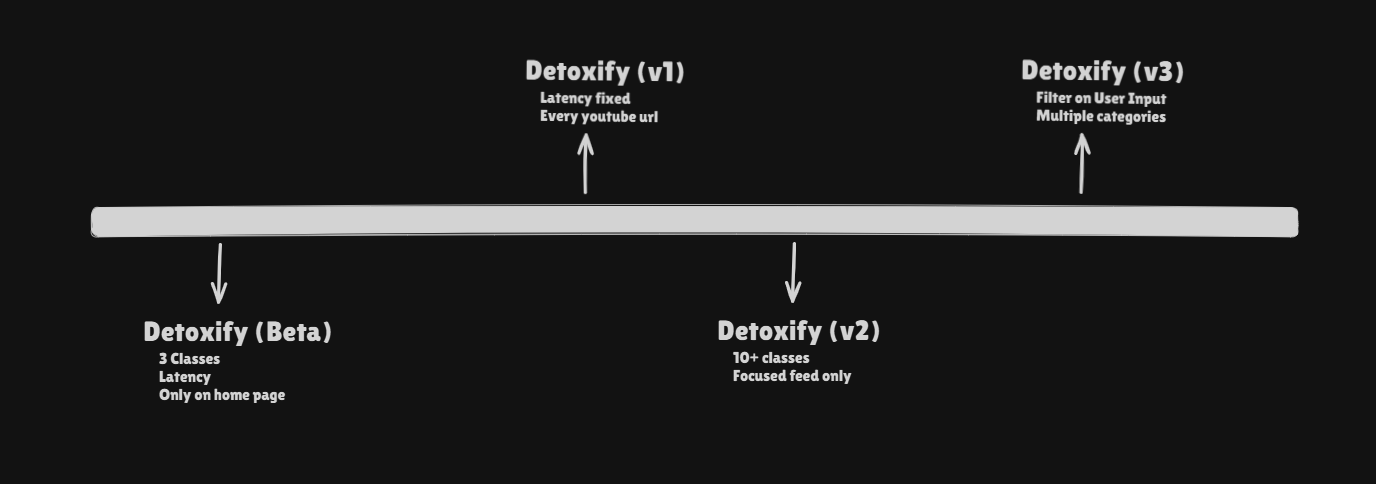 Detoxify (v1)
Latency fixed
Every youtube url
Detoxify (v3)
Filter on User Input
Multiple categories
Detoxify (Beta)
3 Classes
Latency
Only on home page
Detoxify (v2)
10+ classes
Focused feed only